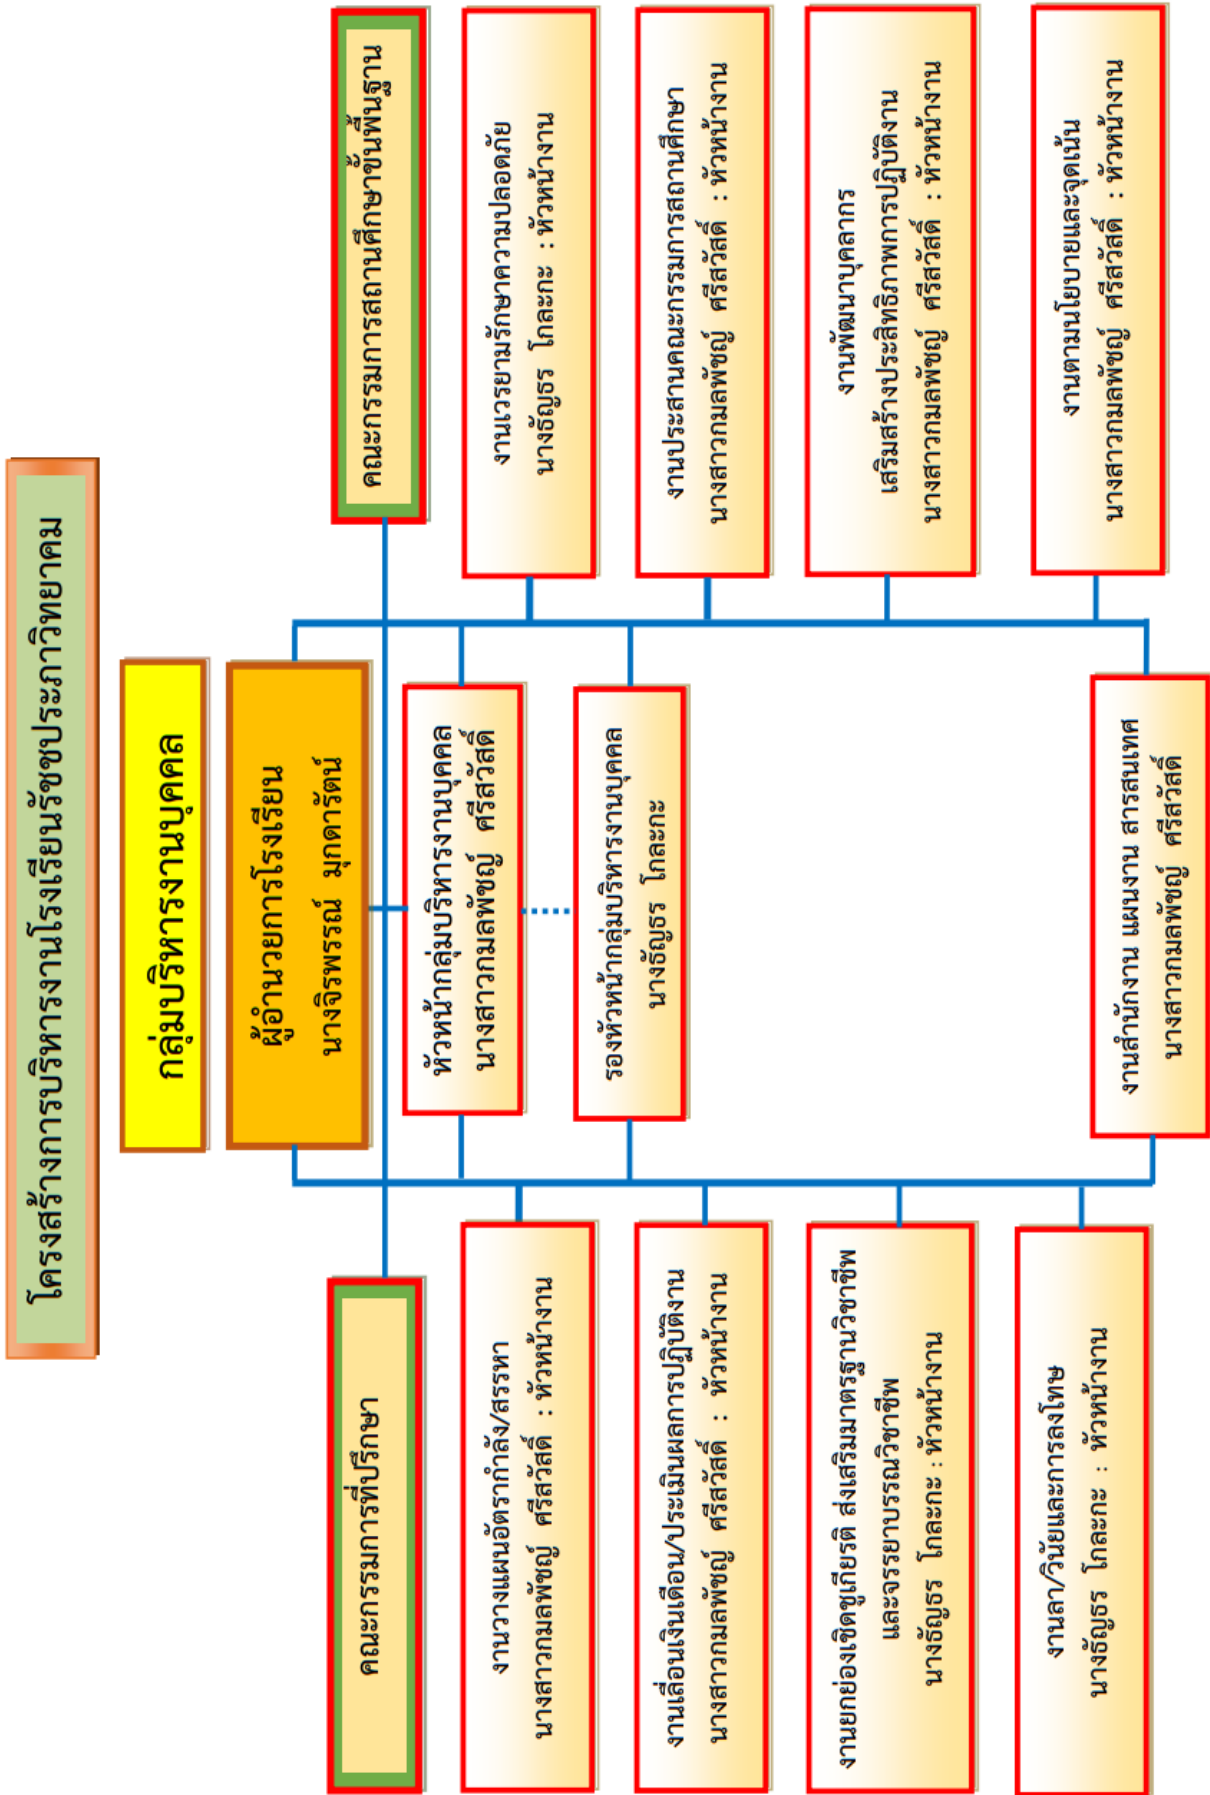 โครงสร้างการบริหารงานโรงเรียนรัชชประภาวิทยาคม
กลุ่มบริหารงานบุคคล
ผู้อำนวยการโรงเรียน
นางจิรพรรณ์ มุกดารัตน์
คณะกรรมการที่ปรึกษา
คณะกรรมการสถานศึกษาขั้นพื้นฐาน
หัวหน้ากลุ่มบริหารงานบุคคล
นางสาวกมลพัชญ์ ศรีสวัสดิ์
รองหัวหน้ากลุ่มบริหารงานบุคคล
นางธัญธร โกละกะ
งานวางแผนอัตรากำลัง/สรรหา
นางสาวกมลพัชญ์ ศรีสวัสดิ์ : หัวหน้างาน
งานเลื่อนเงินเดือน/ประเมินผลการปฏิบัติงาน
นางสาวกมลพัชญ์ ศรีสวัสดิ์ : หัวหน้างาน
งานยกย่องเชิดชูเกียรติ ส่งเสริมมาตรฐานวิชาชีพ
และจรรยาบรรณวิชาชีพ
นางธัญธร โกละกะ : หัวหน้างาน
งานลา/วินัยและการลงโทษ
นางธัญธร โกละกะ : หัวหน้างาน
งานเวรยามรักษาความปลอดภัย
นางธัญธร โกละกะ : หัวหน้างาน
งานประสานคณะกรรมการสถานศึกษา
นางสาวกมลพัชญ์ ศรีสวัสดิ์ : หัวหน้างาน
งานพัฒนาบุคลากร
เสริมสร้างประสิทธิภาพการปฏิบัติงาน
นางสาวกมลพัชญ์ ศรีสวัสดิ์ : หัวหน้างาน
งานตามนโยบายและจุดเน้น
นางสาวกมลพัชญ์ ศรีสวัสดิ์ : หัวหน้างาน
งานสำนักงาน แผนงาน สารสนเทศ
นางสาวกมลพัชญ์ ศรีสวัสดิ์